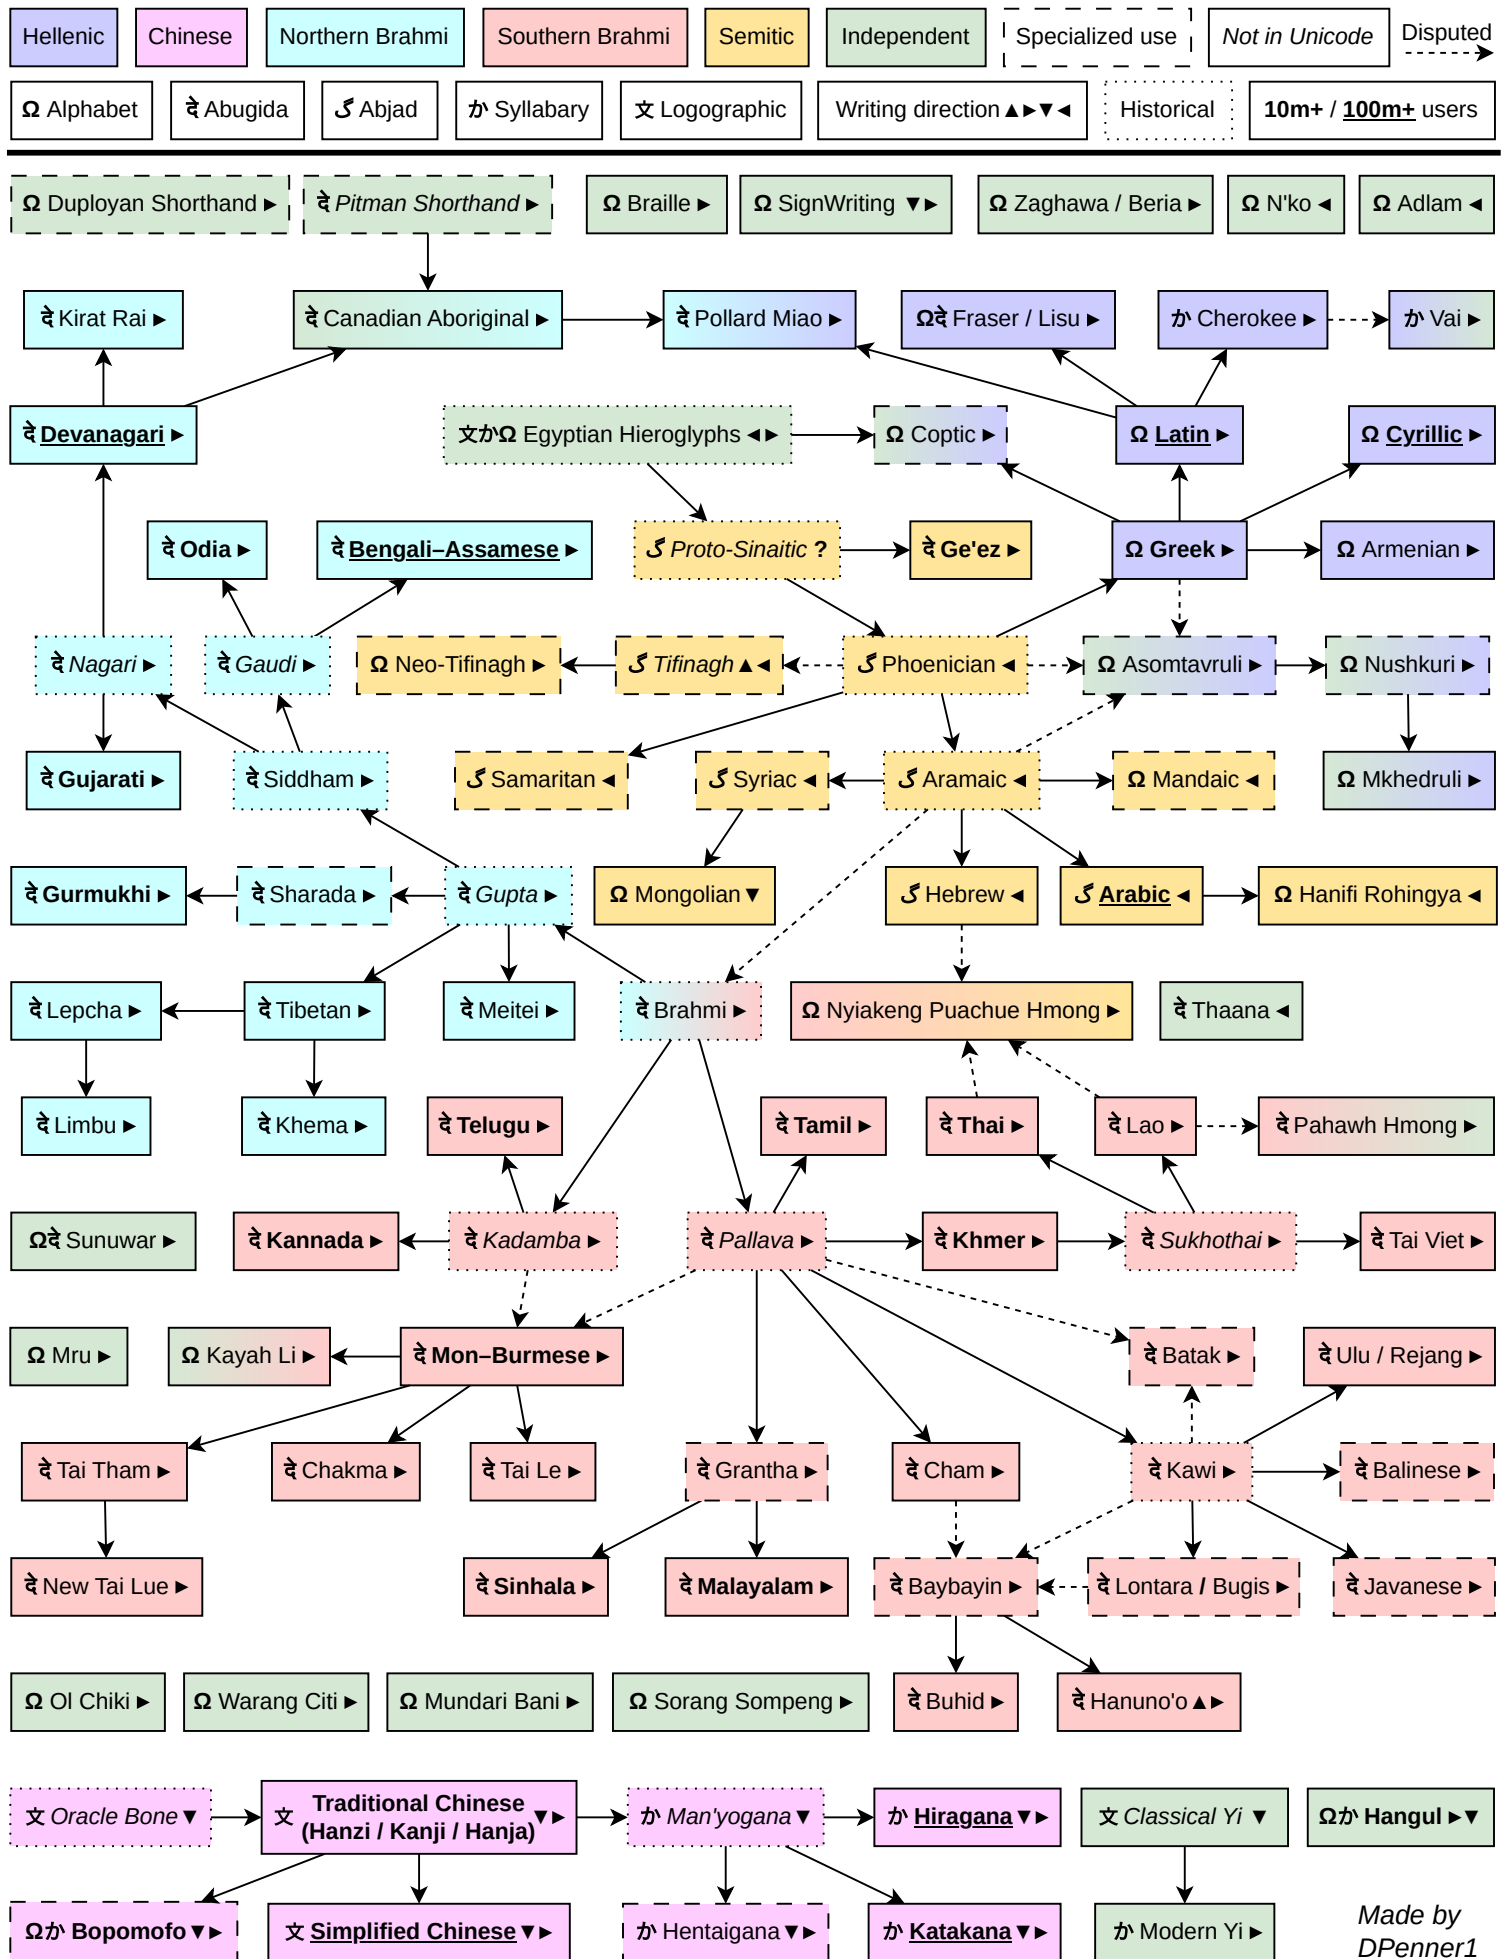 Hellenic
Chinese
Northern Brahmi
Southern Brahmi
Semitic
Independent
Specialized use
Not in Unicode
Disputed
Ω Alphabet
दे Abugida
گ Abjad
か Syllabary
文 Logographic
Writing direction ▲►▼◄
Historical
10m+ / 100m+ users
Ω Duployan Shorthand ►
दे Pitman Shorthand ►
Ω Braille ►
Ω SignWriting ▼►
Ω Zaghawa / Beria ►
Ω N'ko ◄
Ω Adlam ◄
दे Kirat Rai ►
दे Canadian Aboriginal ►
दे Pollard Miao ►
Ωदे Fraser / Lisu ►
か Cherokee ►
か Vai ►
दे Devanagari ►
文かΩ Egyptian Hieroglyphs ◄►
Ω Coptic ►
Ω Latin ►
Ω Cyrillic ►
दे Odia ►
दे Bengali–Assamese ►
گ Proto-Sinaitic ?
दे Ge'ez ►
Ω Greek ►
Ω Armenian ►
दे Nagari ►
दे Gaudi ►
Ω Neo-Tifinagh ►
گ Tifinagh ▲◄
گ Phoenician ◄
Ω Asomtavruli ►
Ω Nushkuri ►
दे Gujarati ►
दे Siddham ►
گ Samaritan ◄
گ Syriac ◄
گ Aramaic ◄
Ω Mandaic ◄
Ω Mkhedruli ►
दे Gurmukhi ►
दे Sharada ►
दे Gupta ►
Ω Mongolian ▼
گ Hebrew ◄
گ Arabic ◄
Ω Hanifi Rohingya ◄
दे Lepcha ►
दे Tibetan ►
दे Meitei ►
दे Brahmi ►
Ω Nyiakeng Puachue Hmong ►
दे Thaana ◄
दे Limbu ►
दे Khema ►
दे Telugu ►
दे Tamil ►
दे Thai ►
दे Lao ►
दे Pahawh Hmong ►
Ωदे Sunuwar ►
दे Kannada ►
दे Kadamba ►
दे Pallava ►
दे Khmer ►
दे Sukhothai ►
दे Tai Viet ►
Ω Mru ►
Ω Kayah Li ►
दे Mon–Burmese ►
दे Batak ►
दे Ulu / Rejang ►
दे Tai Tham ►
दे Chakma ►
दे Tai Le ►
दे Grantha ►
दे Cham ►
दे Kawi ►
दे Balinese ►
दे New Tai Lue ►
दे Sinhala ►
दे Malayalam ►
दे Baybayin ►
दे Lontara / Bugis ►
दे Javanese ►
Ω Ol Chiki ►
Ω Warang Citi ►
Ω Mundari Bani ►
Ω Sorang Sompeng ►
दे Buhid ►
दे Hanuno'o ▲►
文 Oracle Bone ▼
文 Traditional Chinese ▼►
(Hanzi / Kanji / Hanja)
か Man'yogana ▼
か Hiragana ▼►
文 Classical Yi ▼
Ωか Hangul ►▼
Ωか Bopomofo ▼►
文 Simplified Chinese ▼►
か Hentaigana ▼►
か Katakana ▼►
か Modern Yi ►
Made by
DPenner1